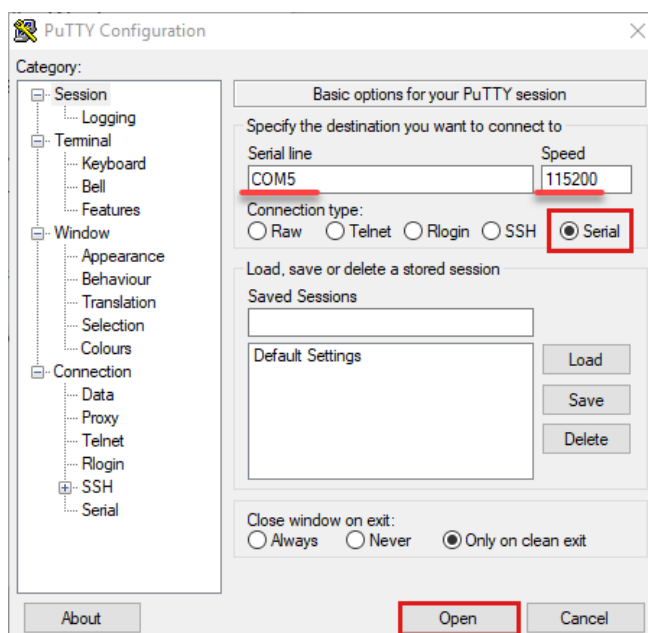 PuTTY Configuration
Category:
Session
Logging
Terminal
Keyboard
Bell
Features
Window
Appearance
Behaviour
Translation
Selection
Colours
Connection
Data
Proxy
Telnet
Rlogin
SSH
Serial
Basic options for your PuTTY session
Specify the destination you want to connect to
Serial line Speed
COM5 115200
Connection type:
Raw Telnet Rlogin SSH Serial
Load, save or delete a stored session
Saved Sessions
Default Settings
Load
Save
Delete
Close window on exit:
Always Never Only on clean exit
About Open Cancel